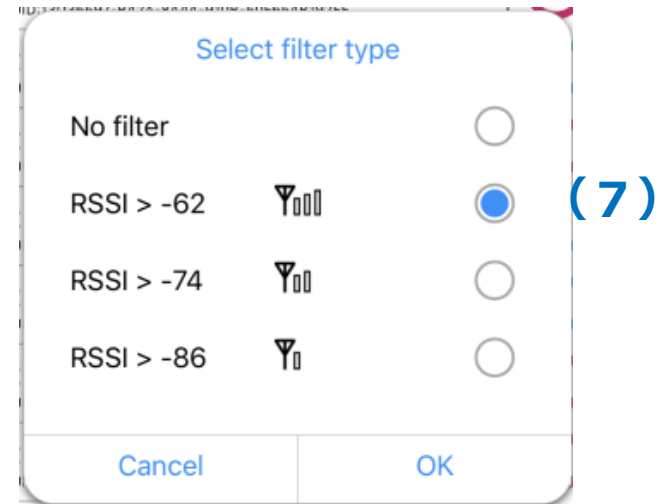 Select filter type
No filter
RSSI > -62
(7)
RSSI > -74
RSSI > -86
Cancel
OK